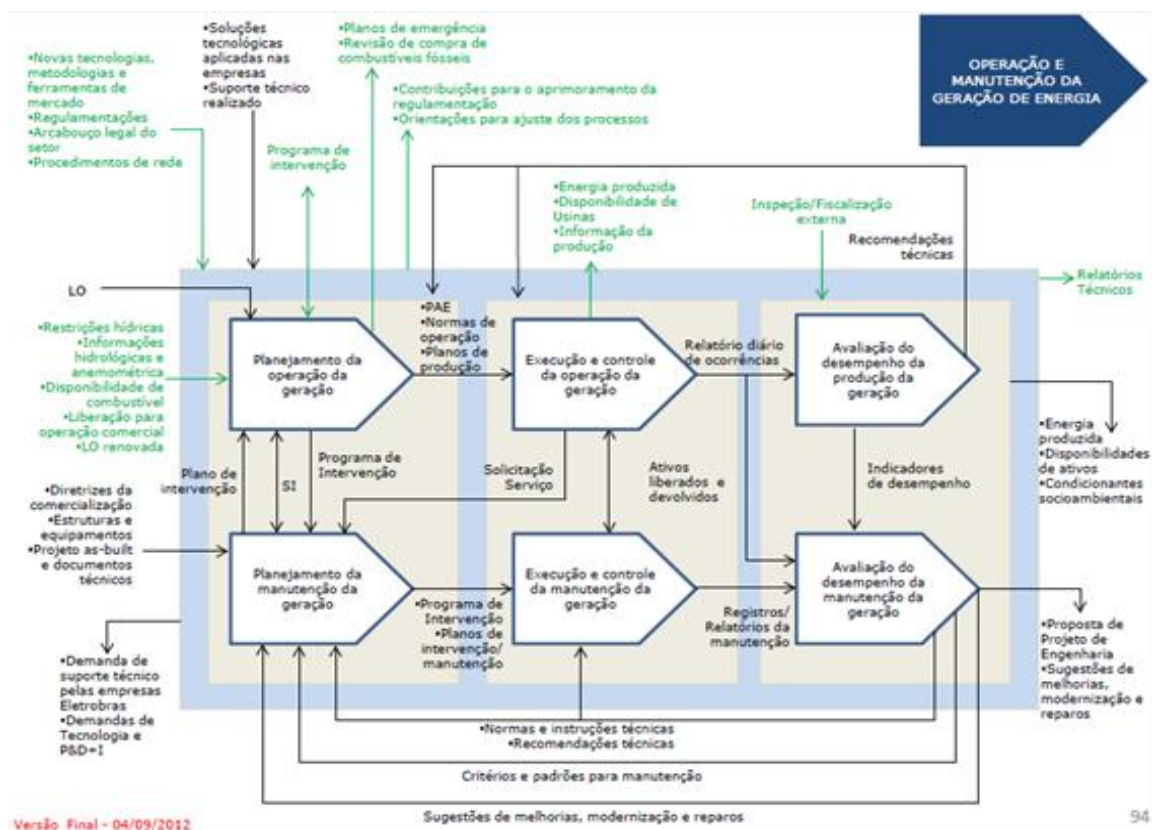 •Novas tecnologias,
metodologias e
ferramentas de
mercado
•Regulamentações
•Arcabouço legal do
setor
•Procedimentos de rede
•Soluções
tecnológicas
aplicadas nas
empresas
•Suporte técnico
realizado
•Planos de emergência
•Revisão de compra de
combustíveis fósseis
•Contribuições para o aprimoramento da
regulamentação
•Orientações para ajuste dos processos
OPERAÇÃO E
MANUTENÇÃO DA
GERAÇÃO DE ENERGIA
Programa de
intervenção
•Energia produzida
•Disponibilidade de
Usinas
•Informação da
produção
Inspeção/Fiscalização
externa
Recomendações
técnicas
Relatórios
Técnicos
LO
•Restrições hídricas
•Informações
hidrológicas e
anemométrica
•Disponibilidade de
combustível
•Liberação para
operação comercial
•LO renovada
Planejamento da
operação da
geração
•PAE
•Normas de
operação
•Planos de
produção
Execução e controle
da operação da
geração
Relatório diário
de ocorrências
Avaliação do
desempenho da
produção da
geração
•Energia
produzida
•Disponibilidades
de ativos
•Condicionantes
socioambientais
Plano de
intervenção
SI
Programa de
Intervenção
Solicitação
Serviço
Ativos
liberados e
devolvidos
Indicadores
de desempenho
•Diretrizes da
comercialização
•Estruturas e
equipamentos
•Projeto as-built
e documentos
técnicos
Planejamento da
manutenção da
geração
•Programa de
Intervenção
•Planos de
intervenção/
manutenção
Execução e controle
da manutenção da
geração
Registros/
Relatórios da
manutenção
Avaliação do
desempenho da
manutenção da
geração
•Proposta de
Projeto de
Engenharia
•Sugestões de
melhorias,
modernização e
reparos
•Demanda de
suporte técnico
pelas empresas
Eletrobras
•Demandas de
Tecnologia e
P&D+I
•Normas e instruções técnicas
•Recomendações técnicas
Critérios e padrões para manutenção
Sugestões de melhorias, modernização e reparos
Versão Final - 04/09/2012
94